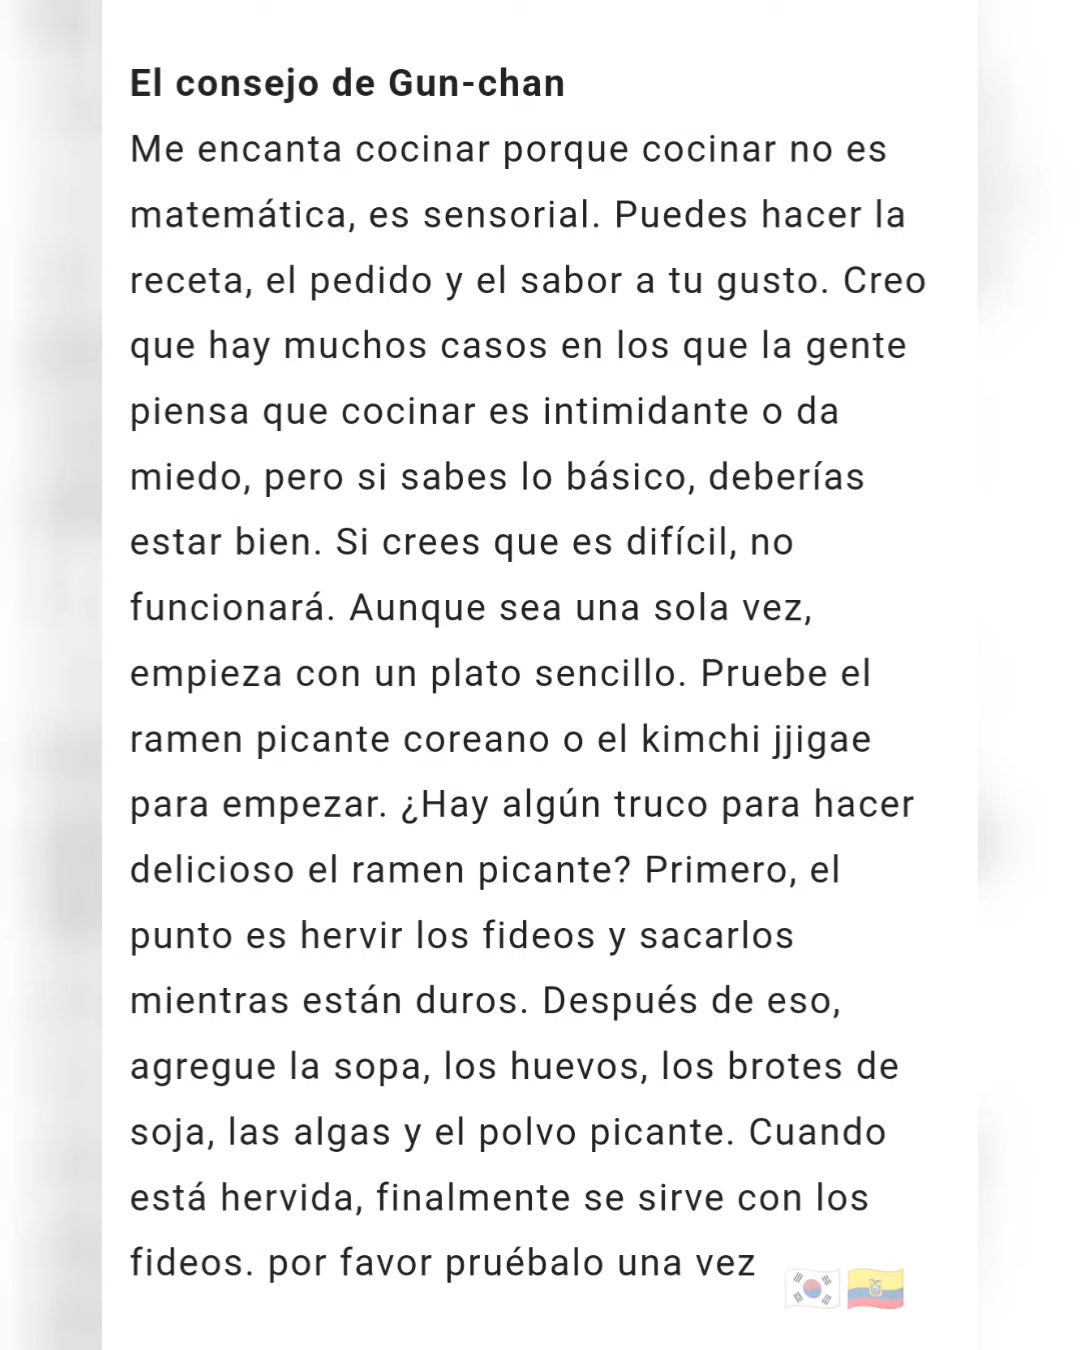 El consejo de Gun-chan
Me encanta cocinar porque cocinar no es
matemática, es sensorial. Puedes hacer la
receta, el pedido y el sabor a tu gusto. Creo
que hay muchos casos en los que la gente
piensa que cocinar es intimidante o da
miedo, pero si sabes lo básico, deberías
estar bien. Si crees que es difícil, no
funcionará. Aunque sea una sola vez,
empieza con un plato sencillo. Pruebe el
ramen picante coreano o el kimchi jjigae
para empezar. ¿Hay algún truco para hacer
delicioso el ramen picante? Primero, el
punto es hervir los fideos y sacarlos
mientras están duros. Después de eso,
agregue la sopa, los huevos, los brotes de
soja, las algas y el polvo picante. Cuando
está hervida, finalmente se sirve con los
fideos. por favor pruébalo una vez